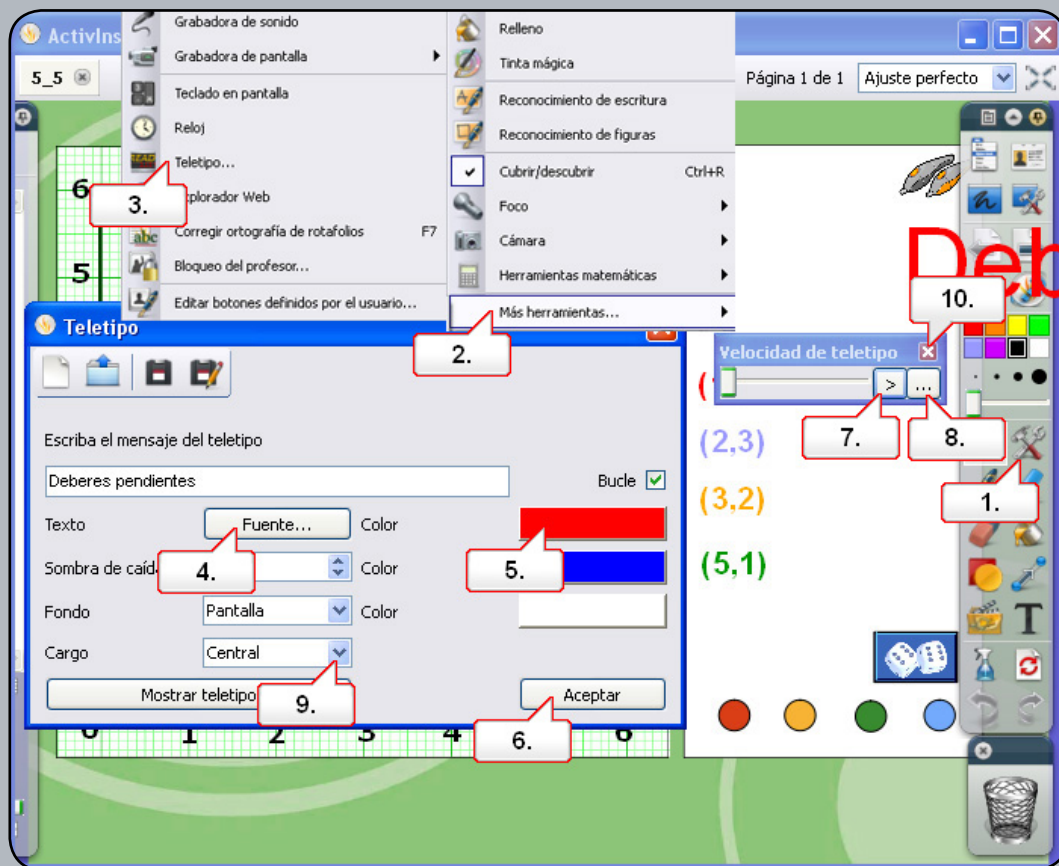 ActivIns
5_5
Página 1 de 1
Ajuste perfecto
Grabadora de sonido
Grabadora de pantalla
Teclado en pantalla
Reloj
Teletipo...
Web
Corregir ortografía de rotafolios F7
Bloqueo del profesor...
Editar botones definidos por el usuario...
Relleno
Tinta mágica
Reconocimiento de escritura
Reconocimiento de figuras
Cubrir/descubrir Ctrl+R
Foco
Cámara
Herramientas matemáticas
Más herramientas...
READ
abc
3.
2.
6
5
Deb
10.
Teletipo
Escriba el mensaje del teletipo
Deberes pendientes
Bucle
Texto Fuente... Color
Sombra de caída Color
4.
5.
Fondo Pantalla Color
Cargo Central
Mostrar teletipo
9.
Aceptar
6.
Velocidad de teletipo
> ...
7.
8.
1.
(2,3)
(3,2)
(5,1)
T
0 1 2 3 4 6